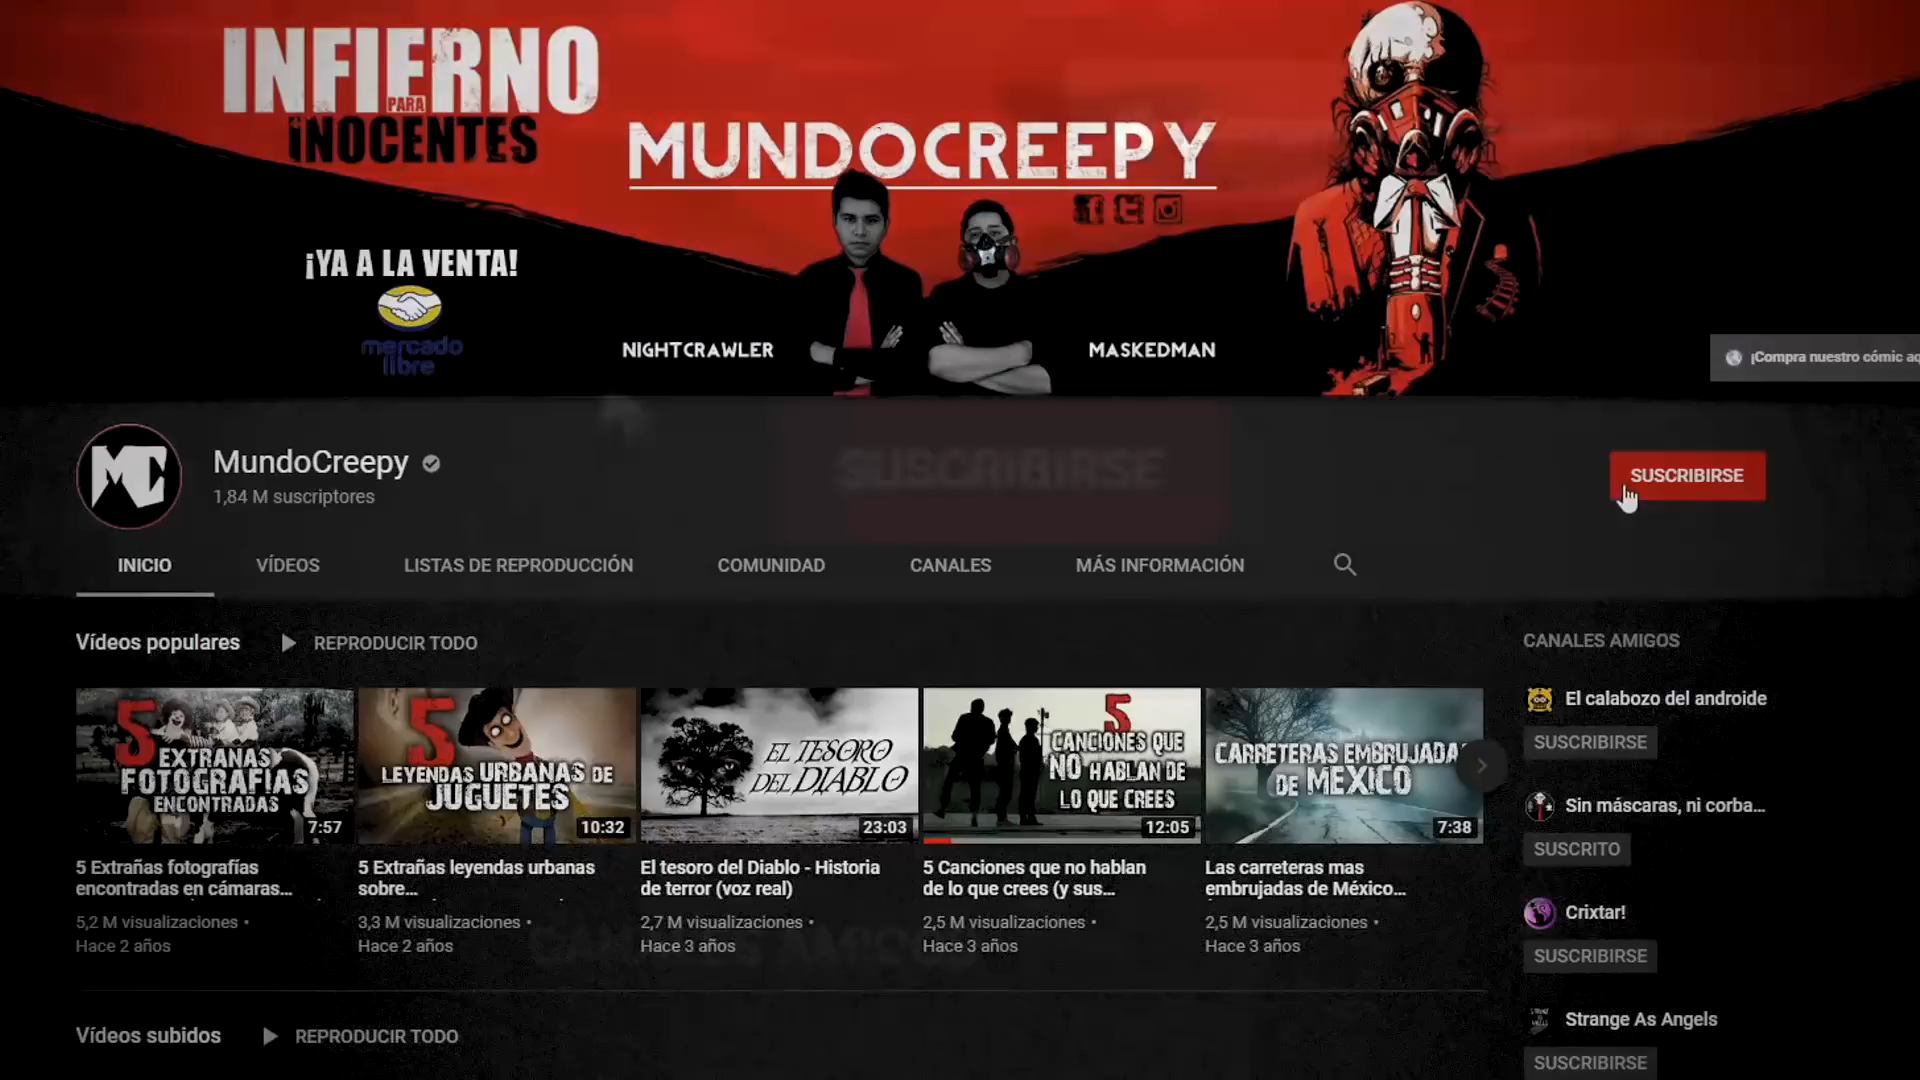 INFIERNO
PARA
INOCENTES
MUNDOCREEPY
¡YA A LA VENTA!
mercado
libre
NIGHTCRAWLER
MASKEDMAN
¡Compra nuestro cómic aq
MC
MundoCreepy
1,84 M suscriptores
SUSCRIBIRSE
SUSCRIBIRSE
INICIO
VÍDEOS
LISTAS DE REPRODUCCIÓN
COMUNIDAD
CANALES
MÁS INFORMACIÓN
Vídeos populares
REPRODUCIR TODO
5 EXTRAÑAS
FOTOGRAFÍAS
ENCONTRADAS
7:57
5
LEYENDAS URBANAS DE
JUGUETES
10:32
EL TESORO
DEL DIABLO
23:03
5
CANCIONES QUE
NO HABLAN DE
LO QUE CREES
12:05
CARRETERAS EMBRUJADAS
DE MÉXICO
7:38
5 Extrañas fotografías
encontradas en cámaras...
5,2 M visualizaciones •
Hace 2 años
5 Extrañas leyendas urbanas
sobre...
3,3 M visualizaciones •
Hace 2 años
El tesoro del Diablo - Historia
de terror (voz real)
2,7 M visualizaciones •
Hace 3 años
5 Canciones que no hablan
de lo que crees (y sus...
2,5 M visualizaciones •
Hace 3 años
Las carreteras mas
embrujadas de México...
2,5 M visualizaciones •
Hace 3 años
CANALES AMIGOS
El calabozo del androide
SUSCRIBIRSE
Sin máscaras, ni corba...
SUSCRITO
Crixtar!
SUSCRIBIRSE
Strange As Angels
SUSCRIBIRSE
CANALES AMIGOS
Vídeos subidos
REPRODUCIR TODO